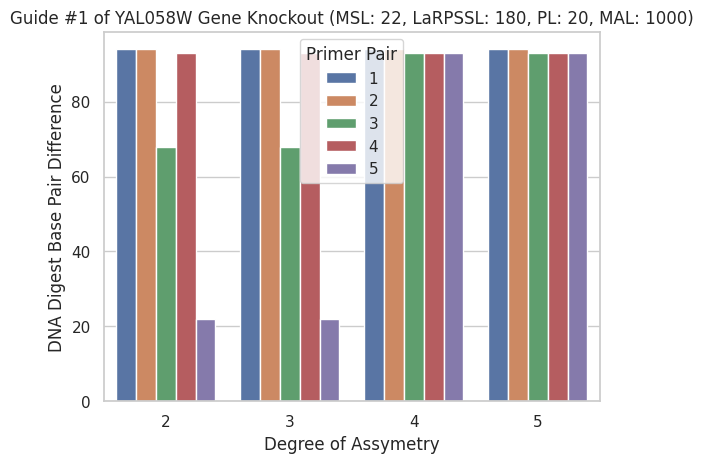 Guide #1 of YAL058W Gene Knockout (MSL: 22, LaRPSSL: 180, PL: 20, MAL: 1000)
Primer Pair
1
2
3
4
5
DNA Digest Base Pair Difference
80
60
40
20
0
2 3 4 5
Degree of Assymetry